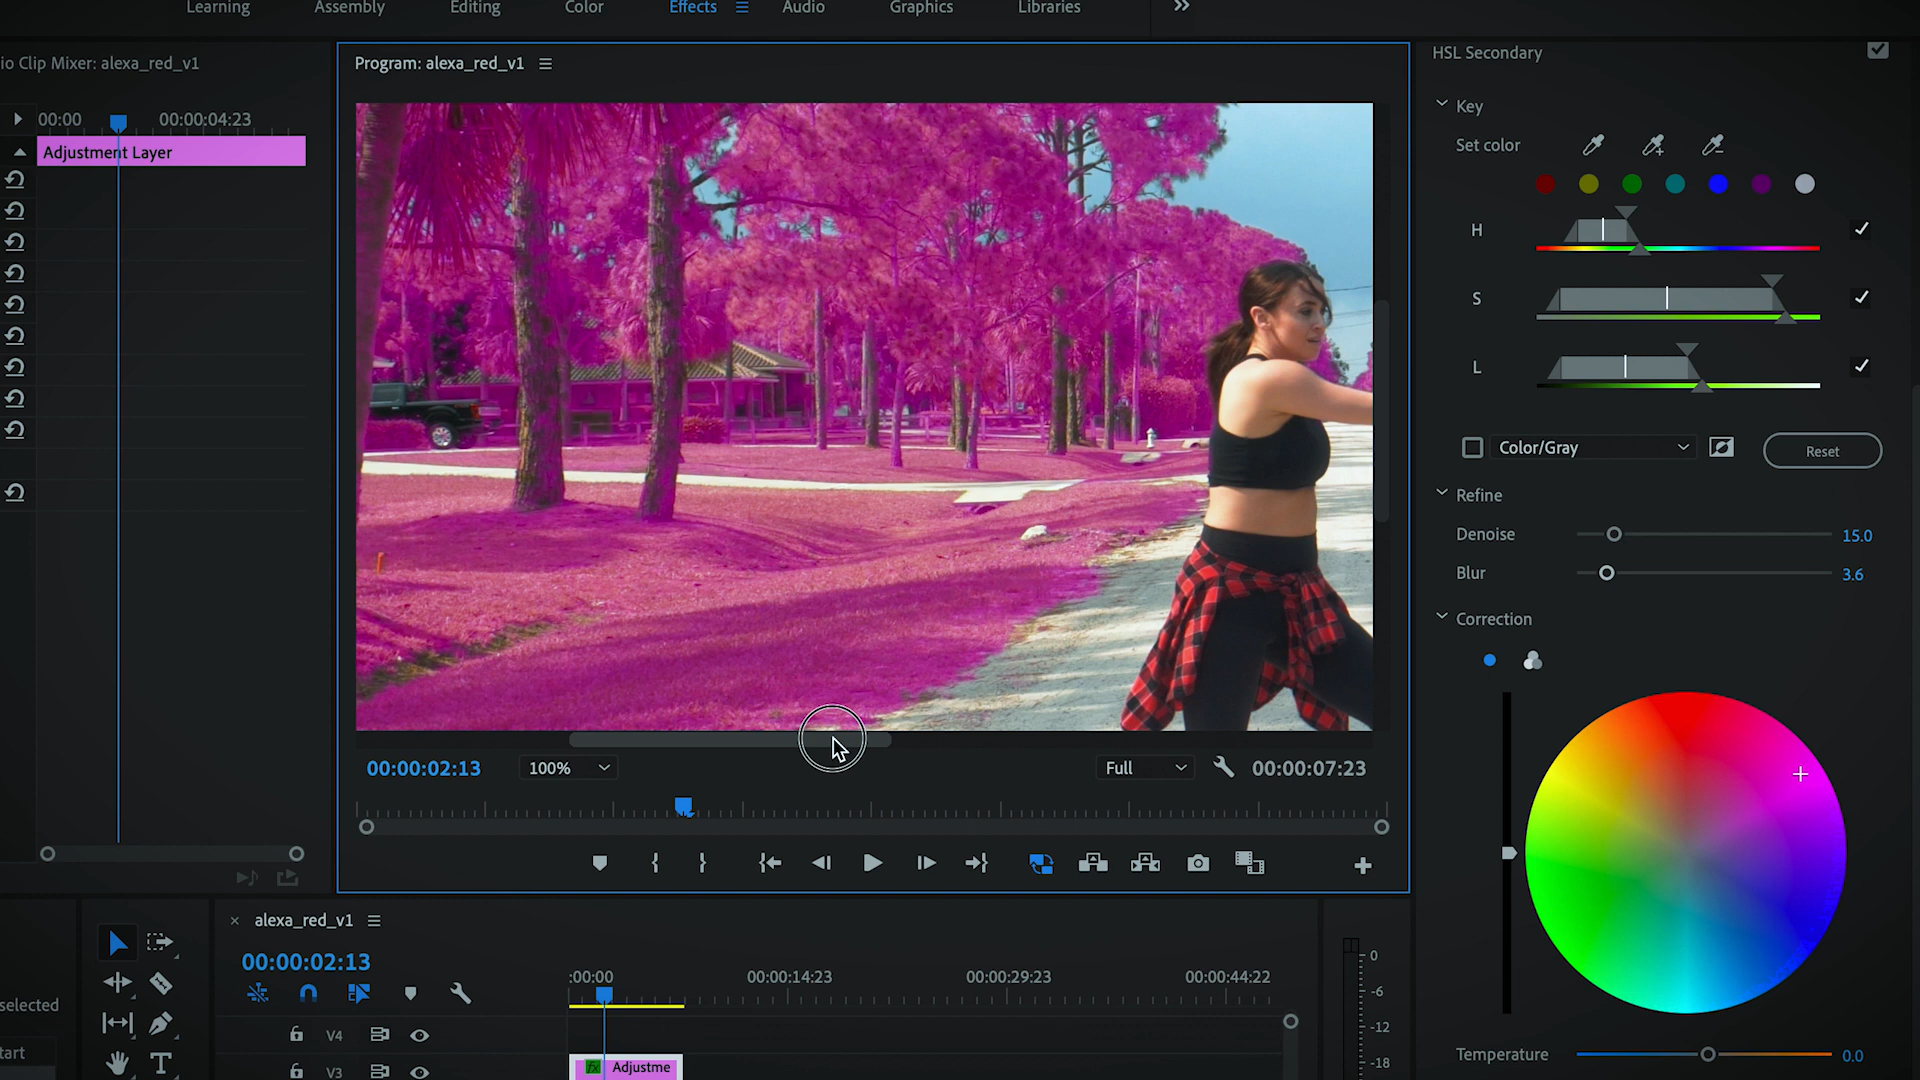 Learning Assembly Editing Color Effects Audio Graphics Libraries
io Clip Mixer: alexa_red_v1
Program: alexa_red_v1
HSL Secondary
00:00 00:00:04:23
Adjustment Layer
Key
Set color
H
S
L
Color/Gray
Reset
Refine
Denoise 15.0
Blur 3.6
Correction
00:00:02:13 100% Full 00:00:07:23
alexa_red_v1
00:00:02:13
:00:00 00:00:14:23 00:00:29:23 00:00:44:22
selected
tart
V4
V3
fx Adjustme
0
-6
-12
-18
Temperature 0.0